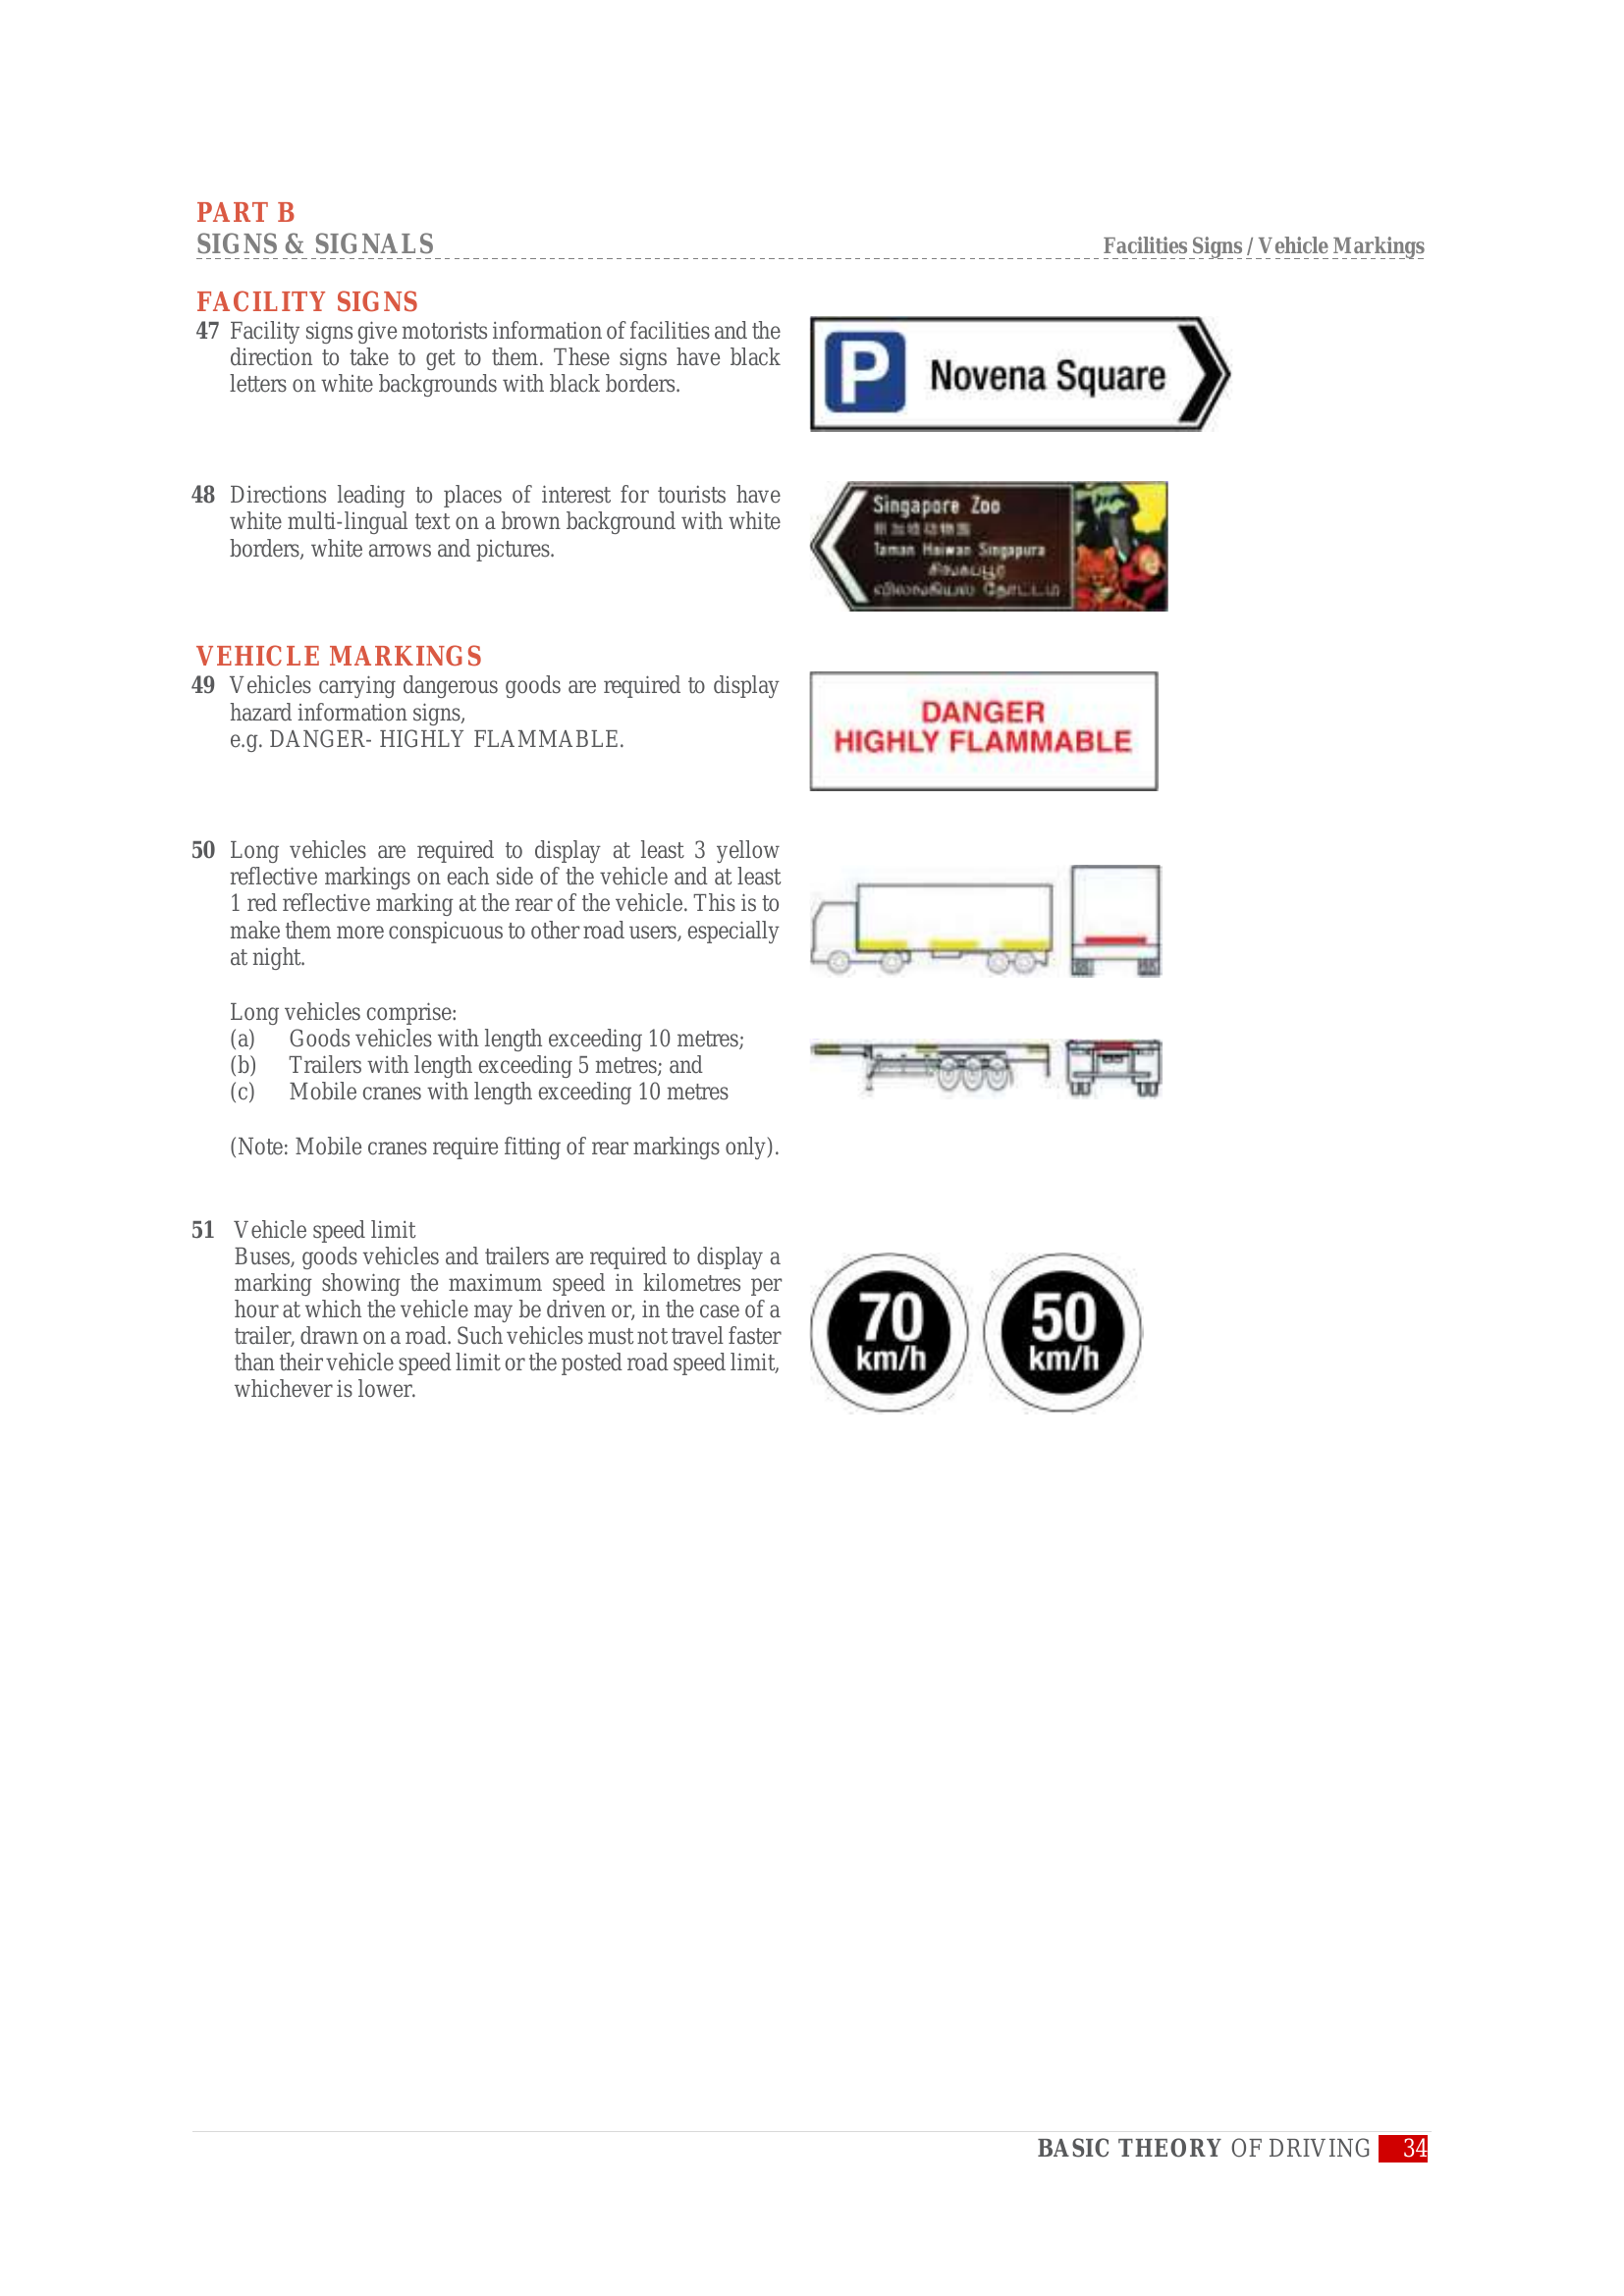 PART B
SIGNS & SIGNALS
Facilities Signs / Vehicle Markings
FACILITY SIGNS
47 Facility signs give motorists information of facilities and the
direction to take to get to them. These signs have black
letters on white backgrounds with black borders.
P Novena Square
48 Directions leading to places of interest for tourists have
white multi-lingual text on a brown background with white
borders, white arrows and pictures.
Singapore Zoo
Taman Haiwan Singapura
சிங்கப்பூர்
VEHICLE MARKINGS
49 Vehicles carrying dangerous goods are required to display
hazard information signs,
e.g. DANGER- HIGHLY FLAMMABLE.
DANGER
HIGHLY FLAMMABLE
50 Long vehicles are required to display at least 3 yellow
reflective markings on each side of the vehicle and at least
1 red reflective marking at the rear of the vehicle. This is to
make them more conspicuous to other road users, especially
at night.
Long vehicles comprise:
(a) Goods vehicles with length exceeding 10 metres;
(b) Trailers with length exceeding 5 metres; and
(c) Mobile cranes with length exceeding 10 metres
(Note: Mobile cranes require fitting of rear markings only).
51 Vehicle speed limit
Buses, goods vehicles and trailers are required to display a
marking showing the maximum speed in kilometres per
hour at which the vehicle may be driven or, in the case of a
trailer, drawn on a road. Such vehicles must not travel faster
than their vehicle speed limit or the posted road speed limit,
whichever is lower.
70
km/h
50
km/h
BASIC THEORY OF DRIVING 34